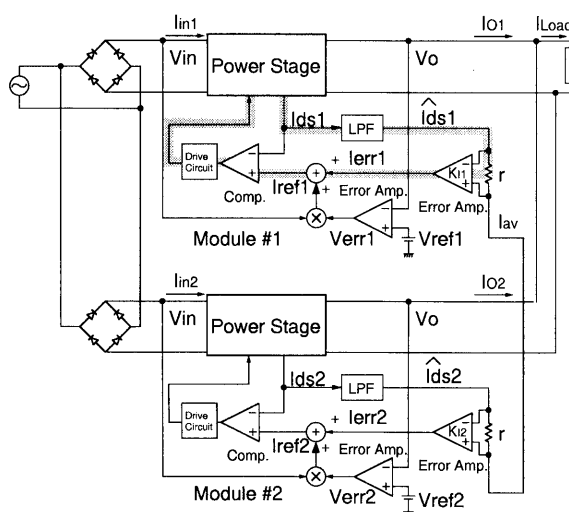 Iin1
IO1
ILoad
Vin
Power Stage
Vo
Ids1
LPF
Îds1
Drive Circuit
+
Ierr1
KI1
r
Comp.
Iref1
+
Error Amp.
Error Amp.
Iav
Module #1
Verr1
Vref1
Iin2
IO2
Vin
Power Stage
Vo
Ids2
LPF
Îds2
Drive Circuit
+
Ierr2
KI2
r
Comp.
Iref2
+
Error Amp.
Error Amp.
Module #2
Verr2
Vref2